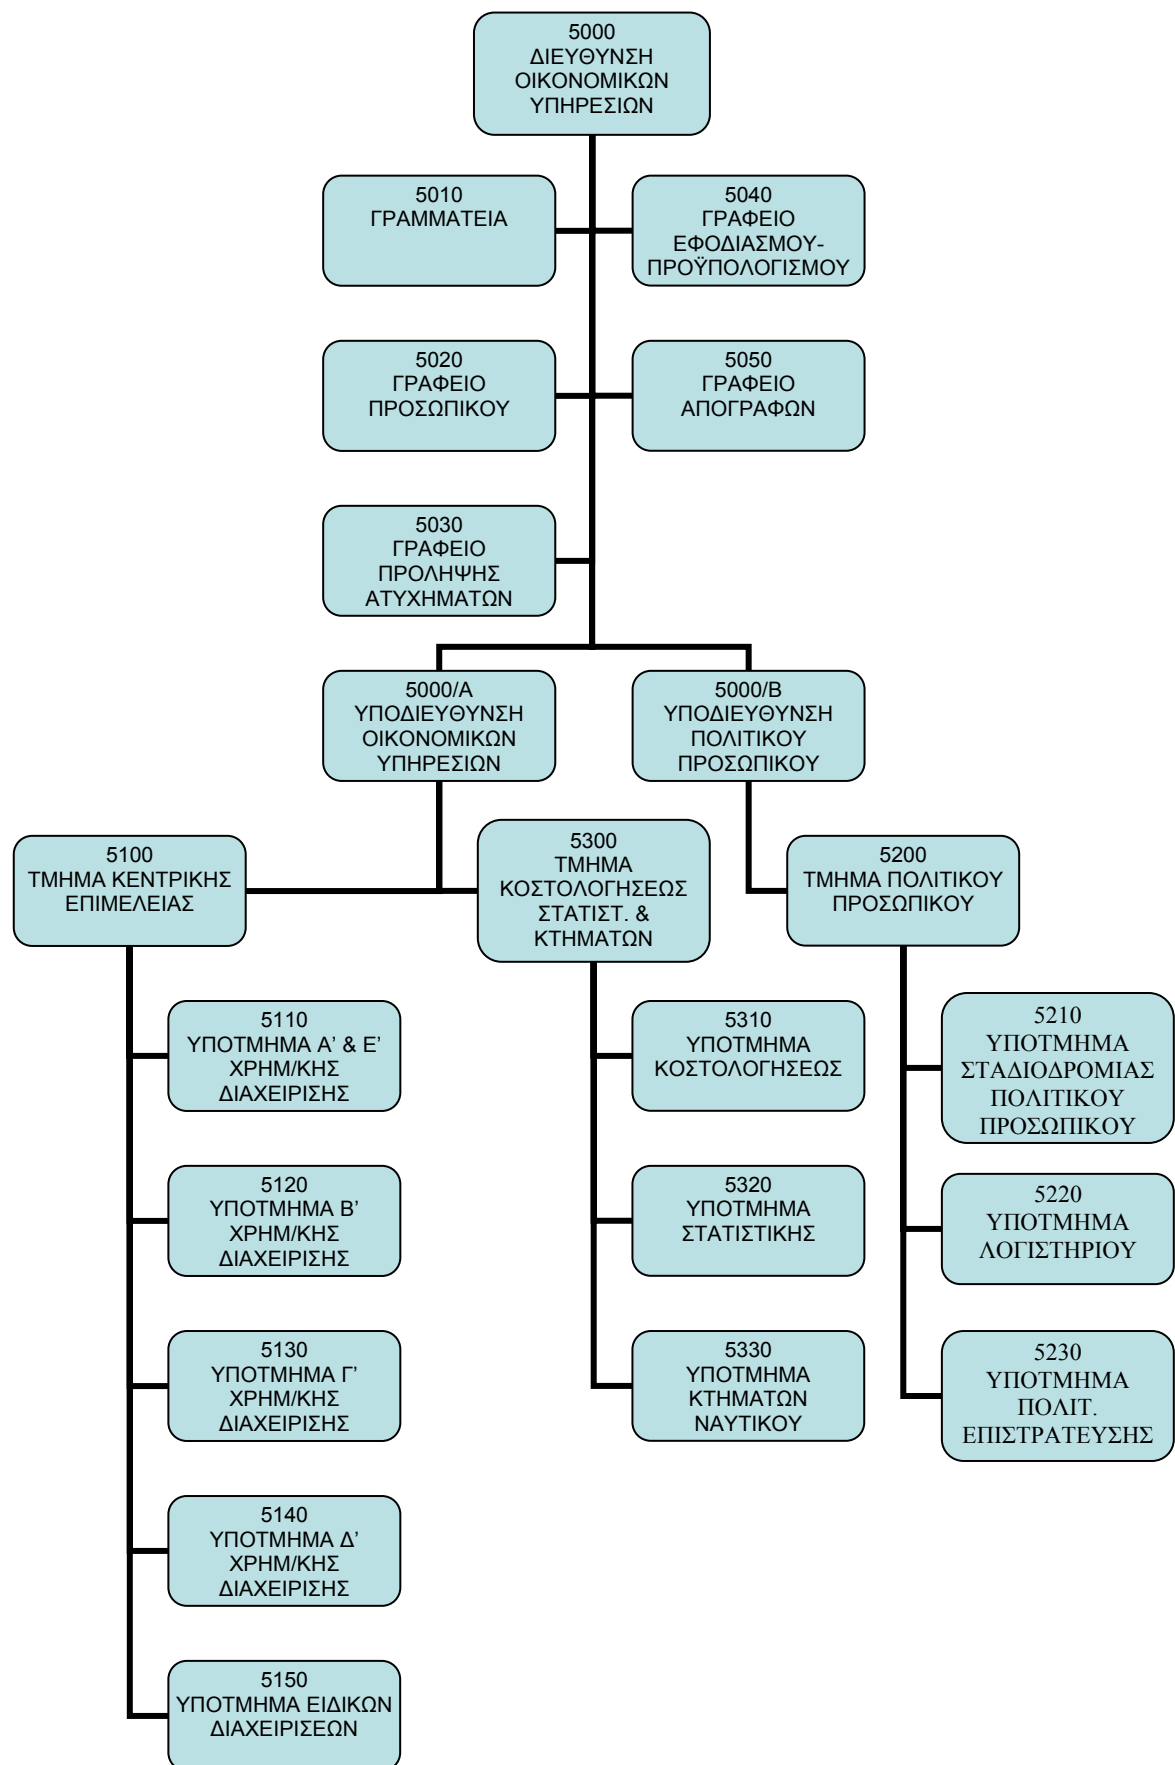 5000
ΔΙΕΥΘΥΝΣΗ
ΟΙΚΟΝΟΜΙΚΩΝ
ΥΠΗΡΕΣΙΩΝ
5010
ΓΡΑΜΜΑΤΕΙΑ
5040
ΓΡΑΦΕΙΟ
ΕΦΟΔΙΑΣΜΟΥ-
ΠΡΟΫΠΟΛΟΓΙΣΜΟΥ
5020
ΓΡΑΦΕΙΟ
ΠΡΟΣΩΠΙΚΟΥ
5050
ΓΡΑΦΕΙΟ
ΑΠΟΓΡΑΦΩΝ
5030
ΓΡΑΦΕΙΟ
ΠΡΟΛΗΨΗΣ
ΑΤΥΧΗΜΑΤΩΝ
5000/Α
ΥΠΟΔΙΕΥΘΥΝΣΗ
ΟΙΚΟΝΟΜΙΚΩΝ
ΥΠΗΡΕΣΙΩΝ
5000/Β
ΥΠΟΔΙΕΥΘΥΝΣΗ
ΠΟΛΙΤΙΚΟΥ
ΠΡΟΣΩΠΙΚΟΥ
5100
ΤΜΗΜΑ ΚΕΝΤΡΙΚΗΣ
ΕΠΙΜΕΛΕΙΑΣ
5300
ΤΜΗΜΑ
ΚΟΣΤΟΛΟΓΗΣΕΩΣ
ΣΤΑΤΙΣΤ. &
ΚΤΗΜΑΤΩΝ
5200
ΤΜΗΜΑ ΠΟΛΙΤΙΚΟΥ
ΠΡΟΣΩΠΙΚΟΥ
5110
ΥΠΟΤΜΗΜΑ Α’ & Ε’
ΧΡΗΜ/ΚΗΣ
ΔΙΑΧΕΙΡΙΣΗΣ
5310
ΥΠΟΤΜΗΜΑ
ΚΟΣΤΟΛΟΓΗΣΕΩΣ
5210
ΥΠΟΤΜΗΜΑ
ΣΤΑΔΙΟΔΡΟΜΙΑΣ
ΠΟΛΙΤΙΚΟΥ
ΠΡΟΣΩΠΙΚΟΥ
5120
ΥΠΟΤΜΗΜΑ Β’
ΧΡΗΜ/ΚΗΣ
ΔΙΑΧΕΙΡΙΣΗΣ
5320
ΥΠΟΤΜΗΜΑ
ΣΤΑΤΙΣΤΙΚΗΣ
5220
ΥΠΟΤΜΗΜΑ
ΛΟΓΙΣΤΗΡΙΟΥ
5130
ΥΠΟΤΜΗΜΑ Γ’
ΧΡΗΜ/ΚΗΣ
ΔΙΑΧΕΙΡΙΣΗΣ
5330
ΥΠΟΤΜΗΜΑ
ΚΤΗΜΑΤΩΝ
ΝΑΥΤΙΚΟΥ
5230
ΥΠΟΤΜΗΜΑ
ΠΟΛΙΤ.
ΕΠΙΣΤΡΑΤΕΥΣΗΣ
5140
ΥΠΟΤΜΗΜΑ Δ’
ΧΡΗΜ/ΚΗΣ
ΔΙΑΧΕΙΡΙΣΗΣ
5150
ΥΠΟΤΜΗΜΑ ΕΙΔΙΚΩΝ
ΔΙΑΧΕΙΡΙΣΕΩΝ